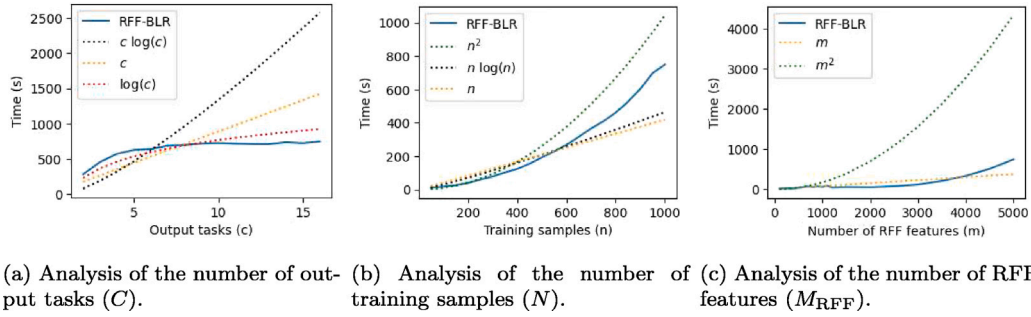 RFF-BLR
c log(c)
c
log(c)
2500
2000
1500
1000
500
0
Time (s)
5
10
15
Output tasks (c)
RFF-BLR
n²
n log(n)
n
1000
800
600
400
200
0
Time (s)
200
400
600
800
1000
Training samples (n)
RFF-BLR
m
m²
4000
3000
2000
1000
0
Time (s)
0
1000
2000
3000
4000
5000
Number of RFF features (m)
(a) Analysis of the number of out-
put tasks (C).
(b) Analysis of the number of
training samples (N).
(c) Analysis of the number of RFF
features (M_RFF).